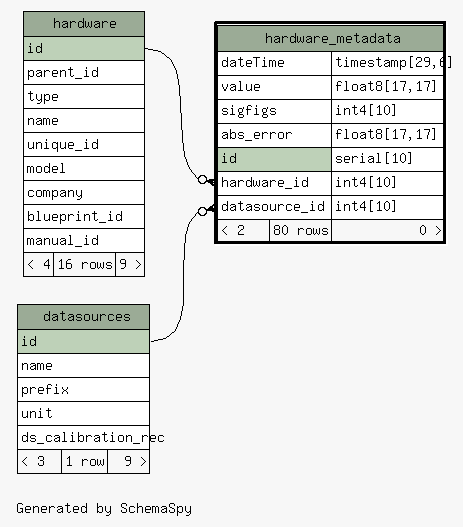 hardware
id
parent_id
type
name
unique_id
model
company
blueprint_id
manual_id
< 4 16 rows 9 >
hardware_metadata
dateTime timestamp[29,6]
value float8[17,17]
sigfigs int4[10]
abs_error float8[17,17]
id serial[10]
hardware_id int4[10]
datasource_id int4[10]
< 2 80 rows 0 >
datasources
id
name
prefix
unit
ds_calibration_rec
< 3 1 row 9 >
Generated by SchemaSpy